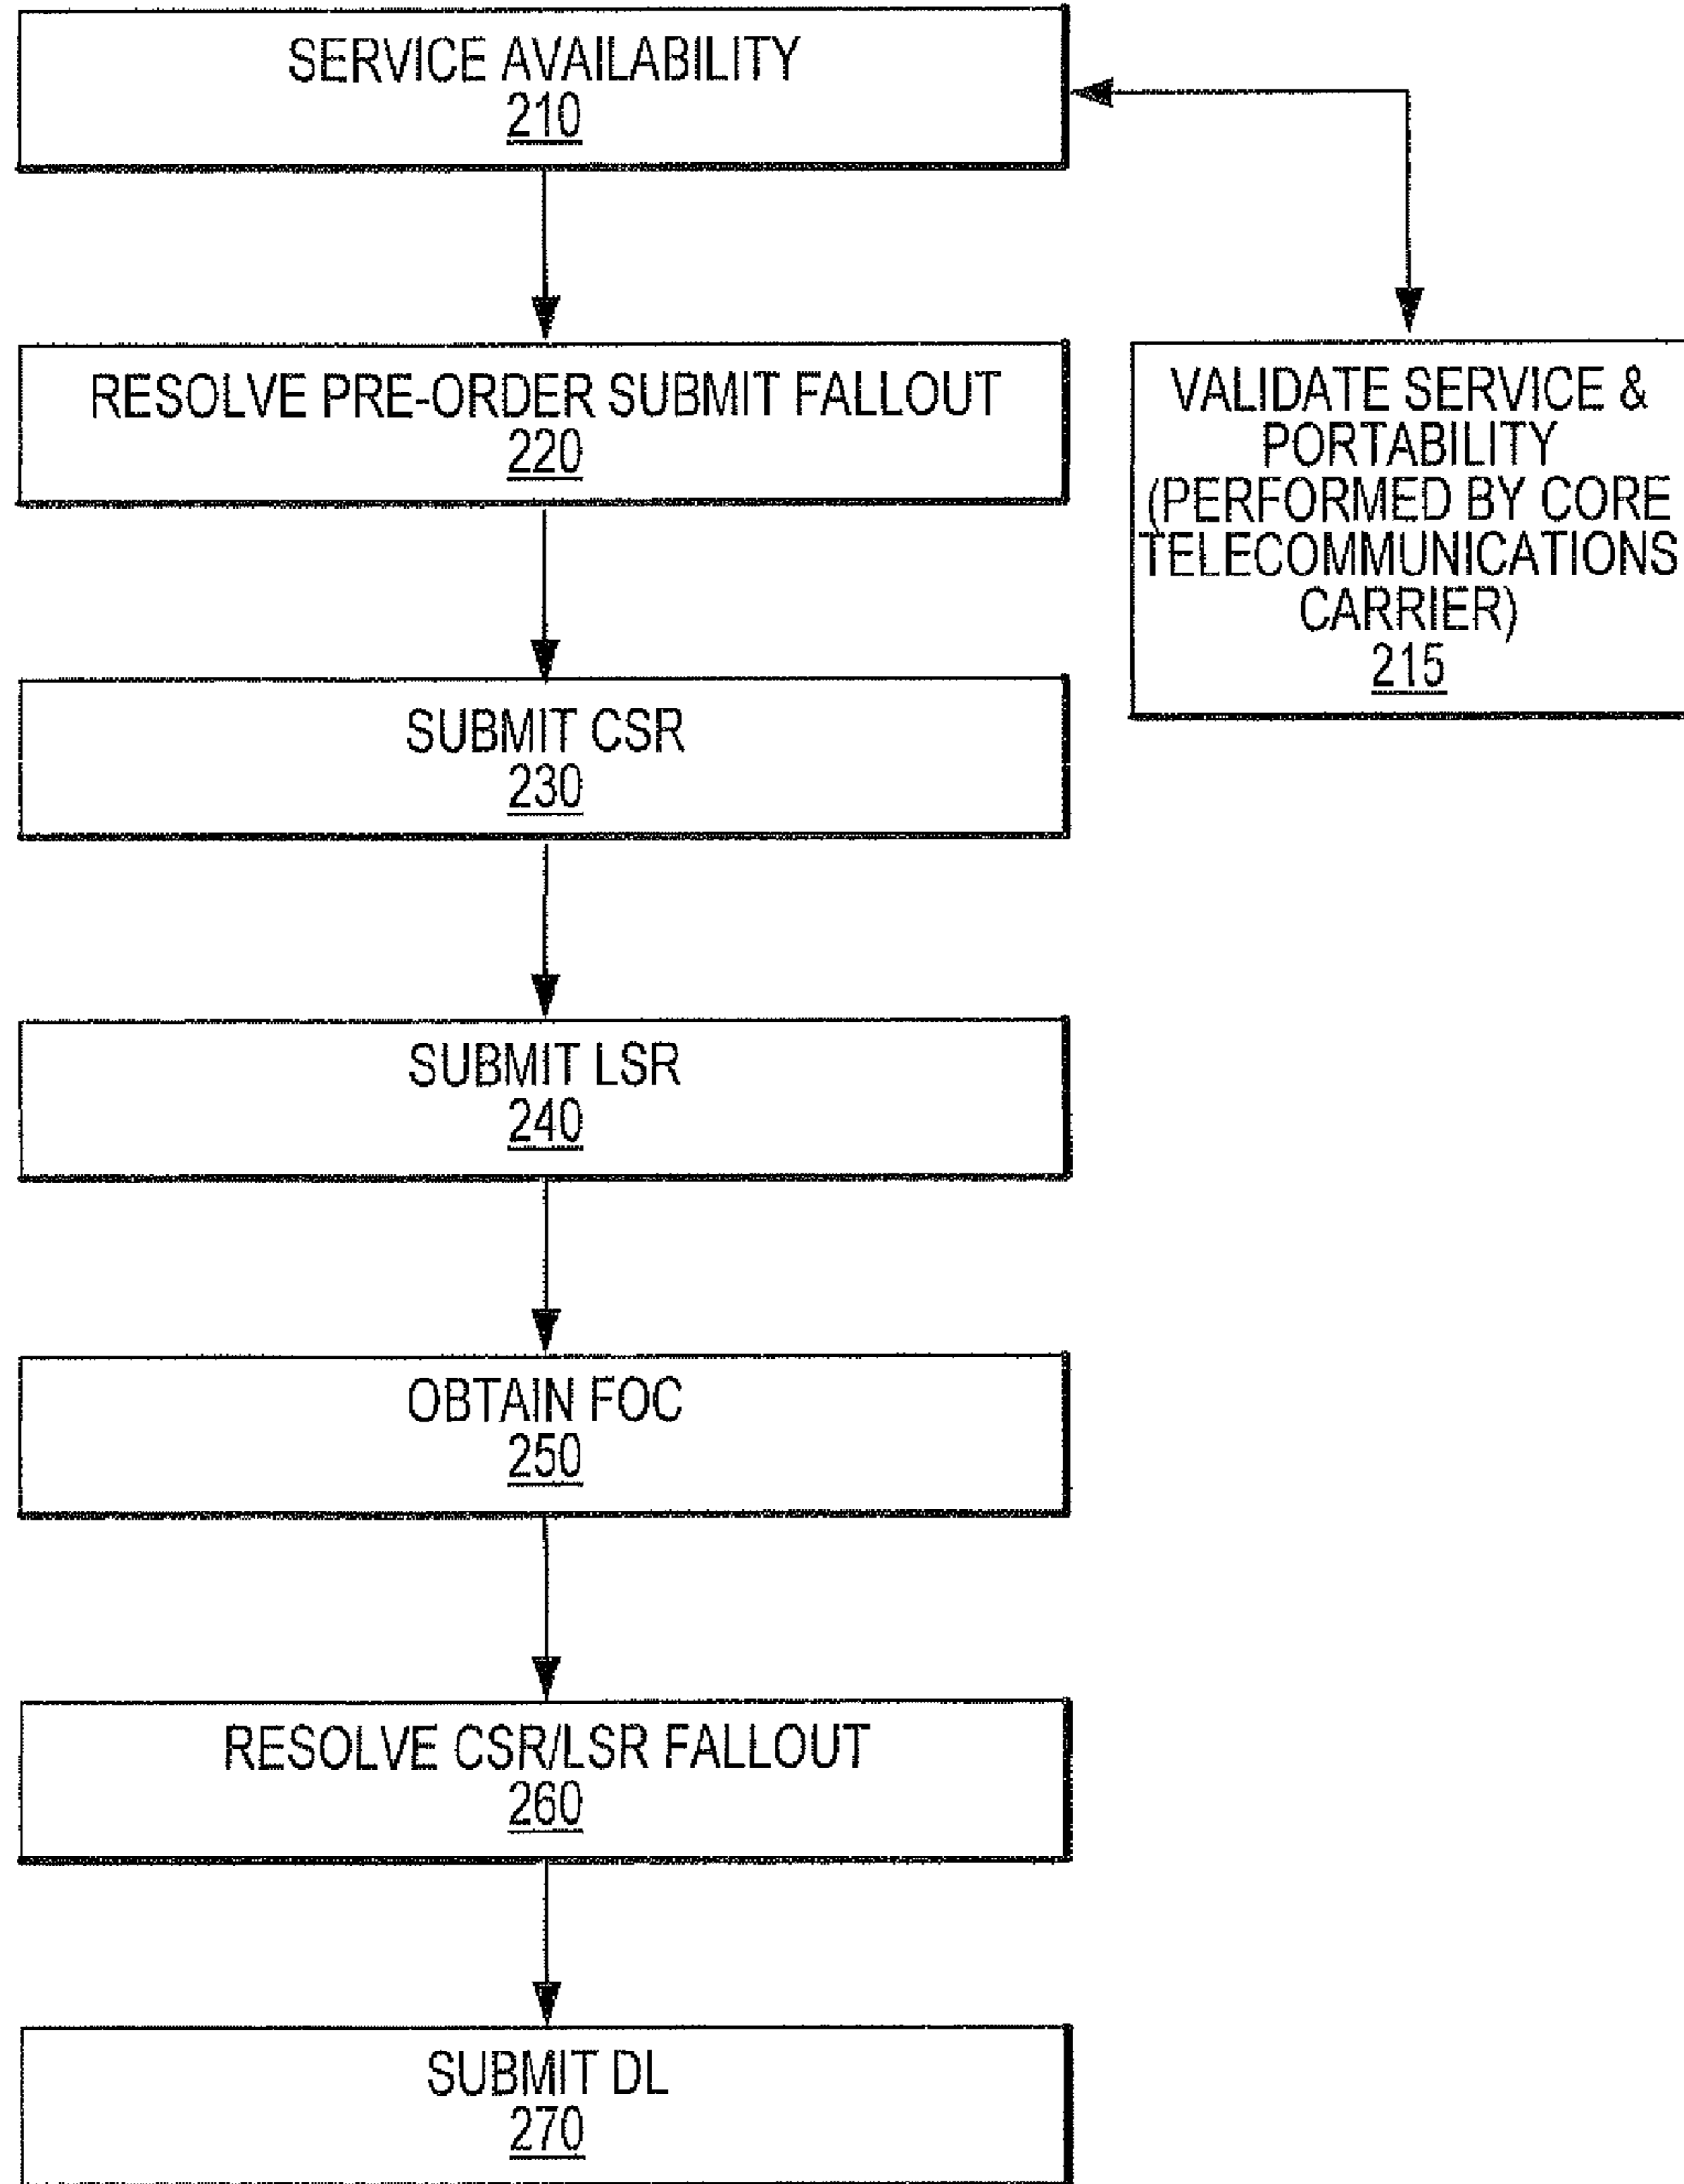 SERVICE AVAILABILITY
210
RESOLVE PRE-ORDER SUBMIT FALLOUT
220
VALIDATE SERVICE &
PORTABILITY
(PERFORMED BY CORE
TELECOMMUNICATIONS
CARRIER)
215
SUBMIT CSR
230
SUBMIT LSR
240
OBTAIN FOC
250
RESOLVE CSR/LSR FALLOUT
260
SUBMIT DL
270